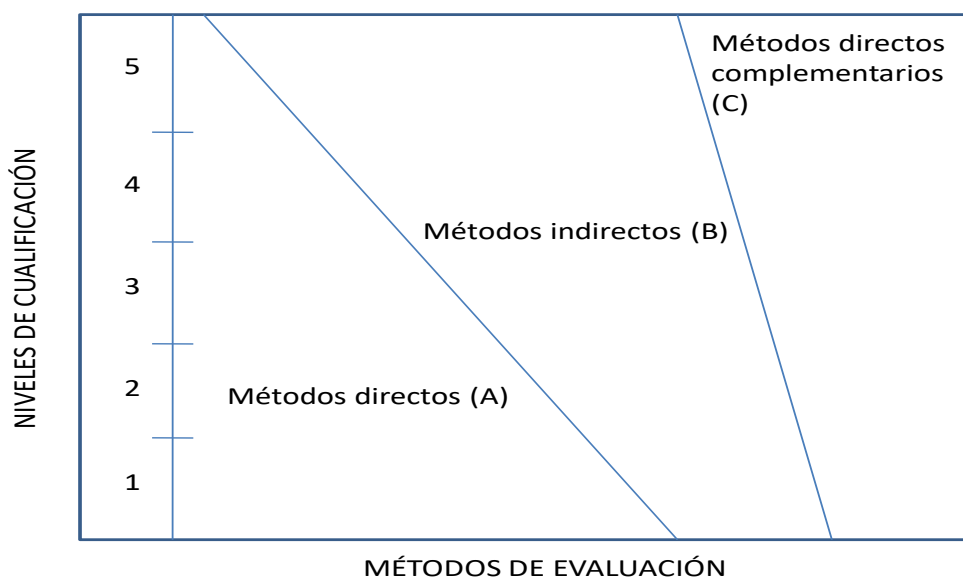 NIVELES DE CUALIFICACIÓN
5
4
3
2
1
Métodos directos
complementarios
(C)
Métodos indirectos (B)
Métodos directos (A)
MÉTODOS DE EVALUACIÓN